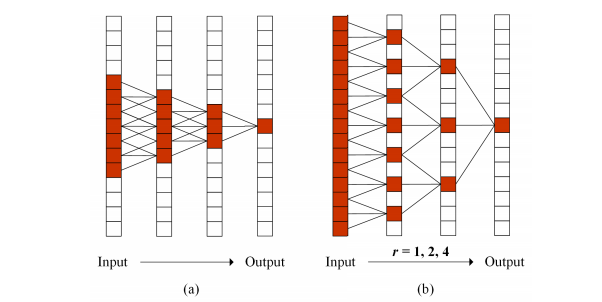 Input Output
(a)
r = 1, 2, 4
Input Output
(b)